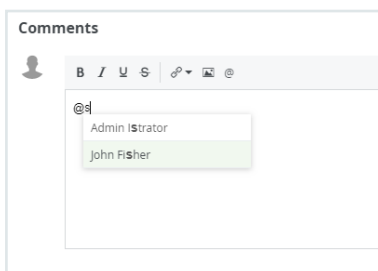 Comments
B I U S @
@s
Admin Istrator
John Fisher